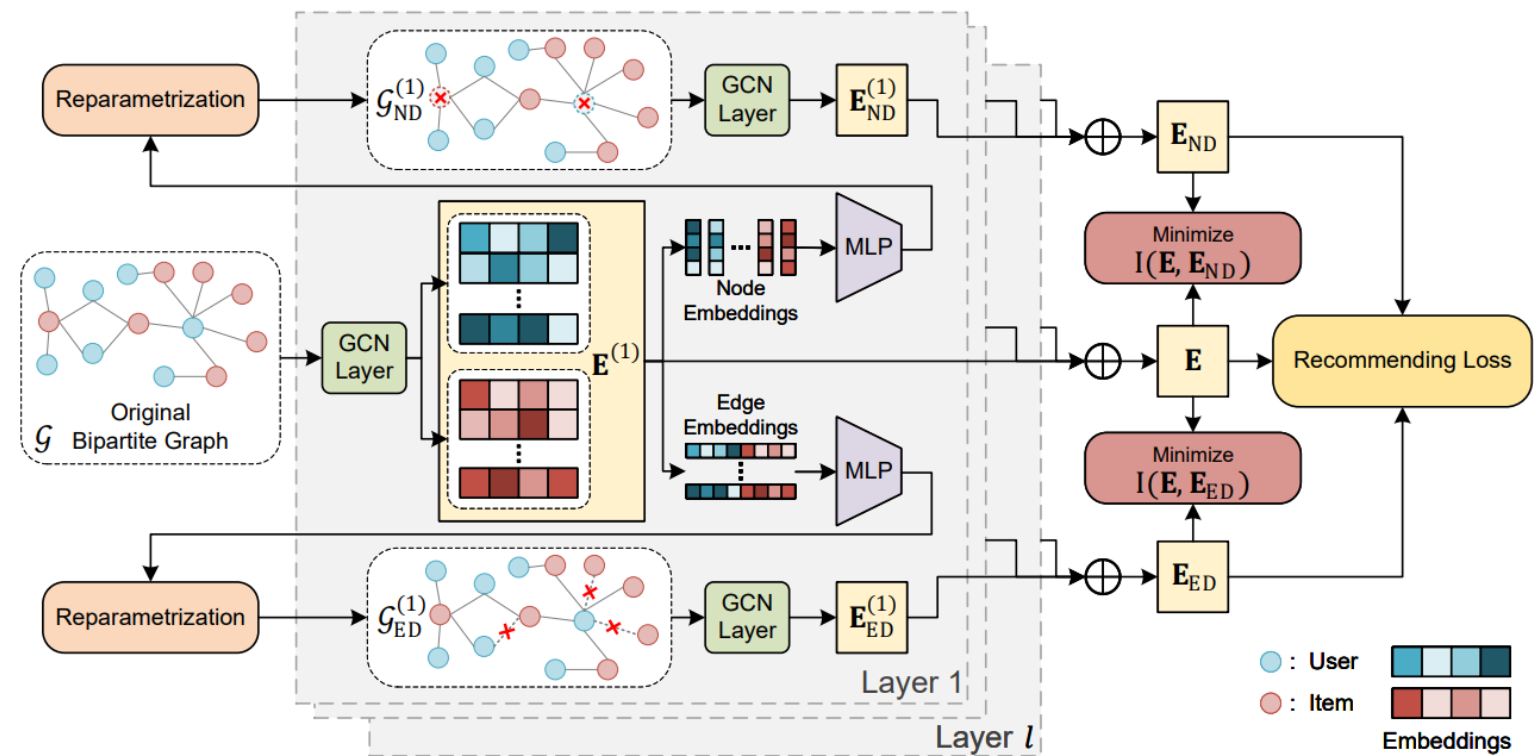 Reparametrization
𝒢_ND^(1)
GCN
Layer
E_ND^(1)
E_ND
Minimize
I(E, E_ND)
Node
Embeddings
MLP
𝒢
Original
Bipartite Graph
GCN
Layer
E^(1)
E
Recommending Loss
Edge
Embeddings
MLP
Minimize
I(E, E_ED)
Reparametrization
𝒢_ED^(1)
GCN
Layer
E_ED^(1)
E_ED
Layer 1
Layer l
: User
: Item
Embeddings